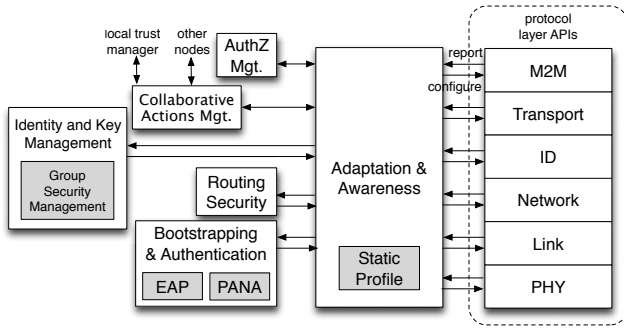 protocol
layer APIs
local trust
manager
other
nodes
AuthZ
Mgt.
report
configure
M2M
Collaborative
Actions Mgt.
Transport
Identity and Key
Management
Group
Security
Management
Adaptation &
Awareness
ID
Routing
Security
Network
Bootstrapping
& Authentication
EAP
PANA
Static
Profile
Link
PHY